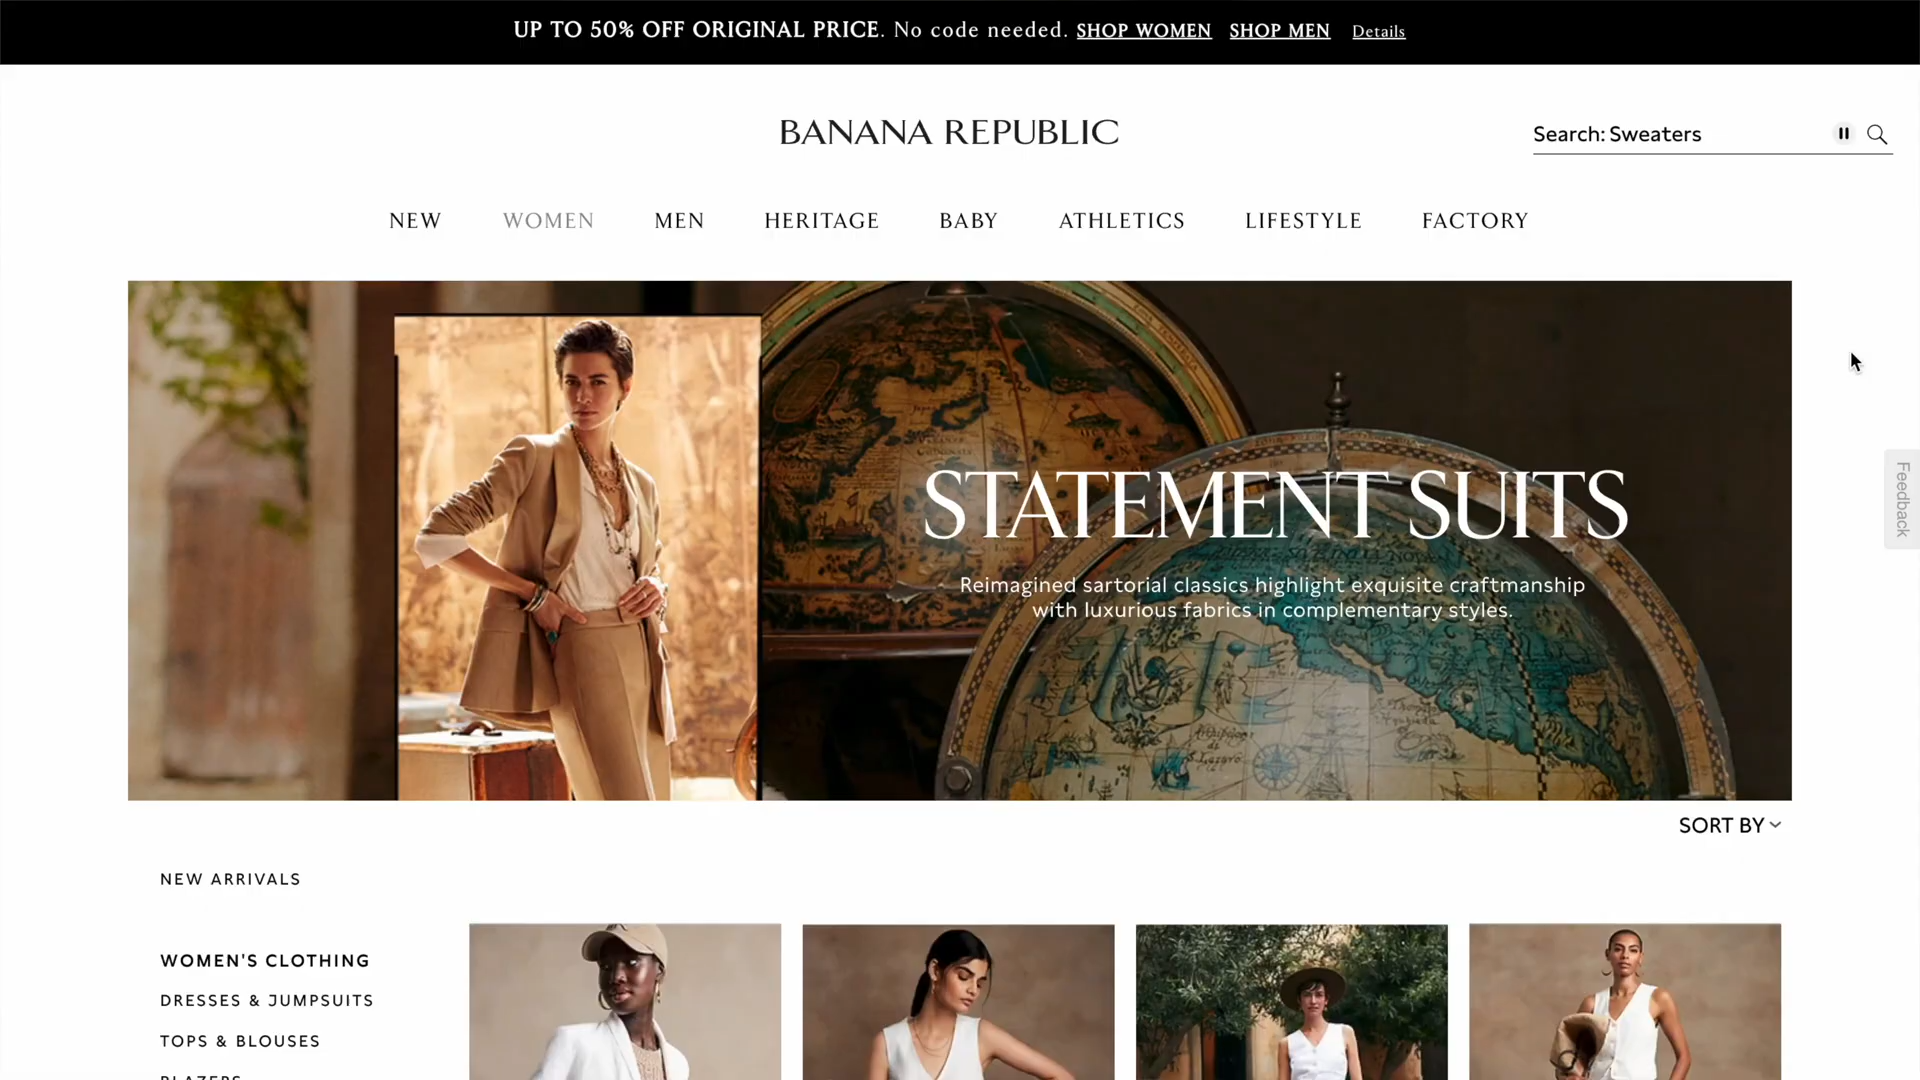 UP TO 50% OFF ORIGINAL PRICE. No code needed. SHOP WOMEN SHOP MEN Details
BANANA REPUBLIC
Search: Sweaters
NEW WOMEN MEN HERITAGE BABY ATHLETICS LIFESTYLE FACTORY
STATEMENT SUITS
Reimagined sartorial classics highlight exquisite craftmanship
with luxurious fabrics in complementary styles.
Feedback
SORT BY
NEW ARRIVALS
WOMEN'S CLOTHING
DRESSES & JUMPSUITS
TOPS & BLOUSES
BLAZERS